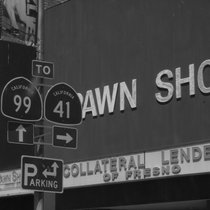 TO
CALIFORNIA 99
CALIFORNIA 41
AWN SHO
COLLATERAL LENDE
OF FRESNO
P
PARKING